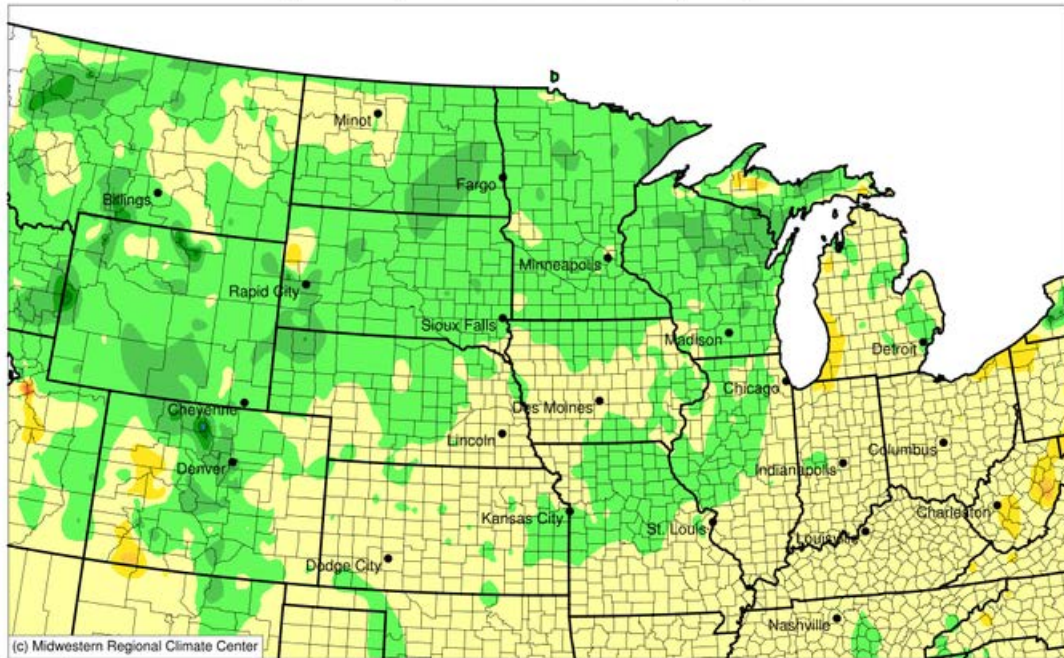 Minot
Fargo
Billings
Minneapolis
Rapid City
Sioux Falls
Madison
Detroit
Chicago
Cheyenne
Des Moines
Lincoln
Columbus
Denver
Indianapolis
Kansas City
Charleston
St. Louis
Louisville
Dodge City
Nashville
(c) Midwestern Regional Climate Center